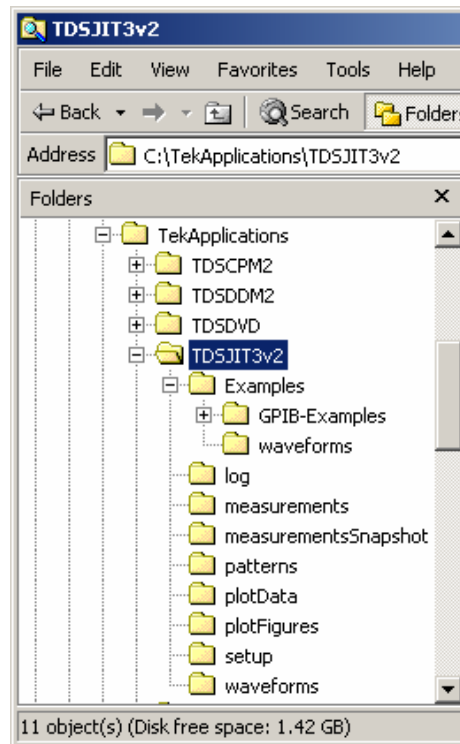 TDSJIT3v2
File Edit View Favorites Tools Help
Back Search Folders
Address C:\TekApplications\TDSJIT3v2
Folders
TekApplications
TDSCPM2
TDSDDM2
TDSDVD
TDSJIT3v2
Examples
GPIB-Examples
waveforms
log
measurements
measurementsSnapshot
patterns
plotData
plotFigures
setup
waveforms
11 object(s) (Disk free space: 1.42 GB)